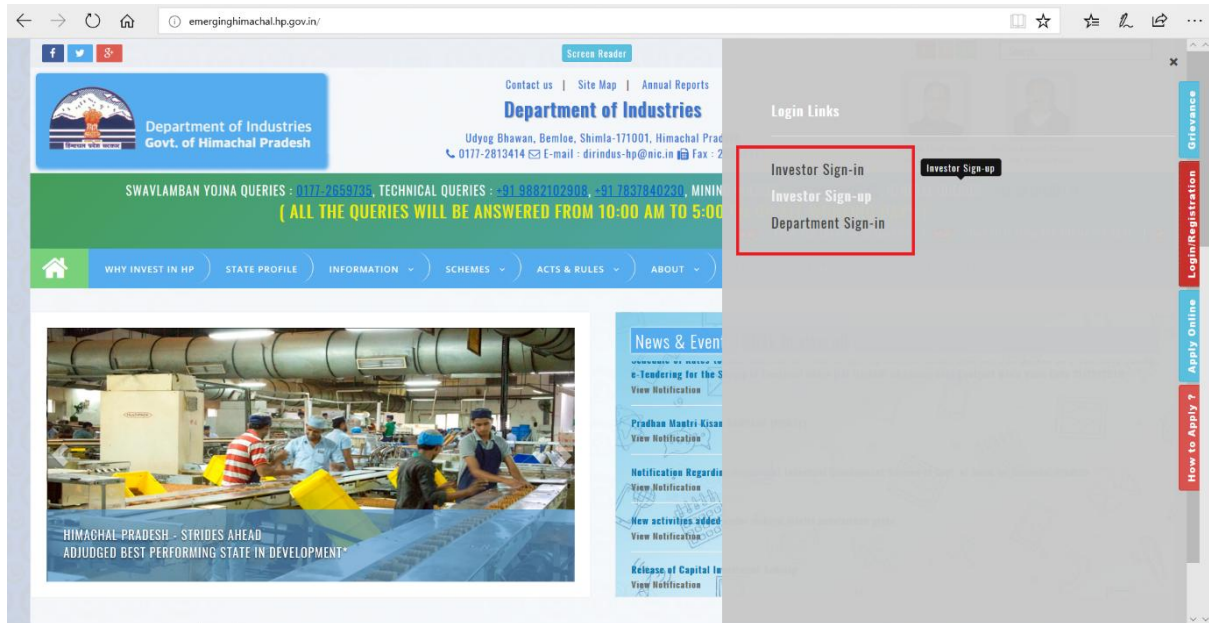 emerginghimachal.hp.gov.in/
Screen Reader
Contact us | Site Map | Annual Reports
Department of Industries
Govt. of Himachal Pradesh
Department of Industries
Udyog Bhawan, Bemloe, Shimla-171001, Himachal Prad
0177-2813414 E-mail : dirindus-hp@nic.in Fax : 2
SWAVLAMBAN YOJNA QUERIES : 0177-2659735, TECHNICAL QUERIES : +91 9882102908, +91 7837840230, MININ
( ALL THE QUERIES WILL BE ANSWERED FROM 10:00 AM TO 5:00
WHY INVEST IN HP STATE PROFILE INFORMATION SCHEMES ACTS & RULES ABOUT
HIMACHAL PRADESH - STRIDES AHEAD
ADJUDGED BEST PERFORMING STATE IN DEVELOPMENT*
News & Even
e-Tendering for the S
View Notification
Pradhan Mantri Kisan
View Notification
Notification Regardin
View Notification
New activities added
View Notification
Release of Capital In
View Notification
Login Links
Investor Sign-in
Investor Sign-up
Department Sign-in
Investor Sign-up
Grievance
Login/Registration
Apply Online
How to Apply ?